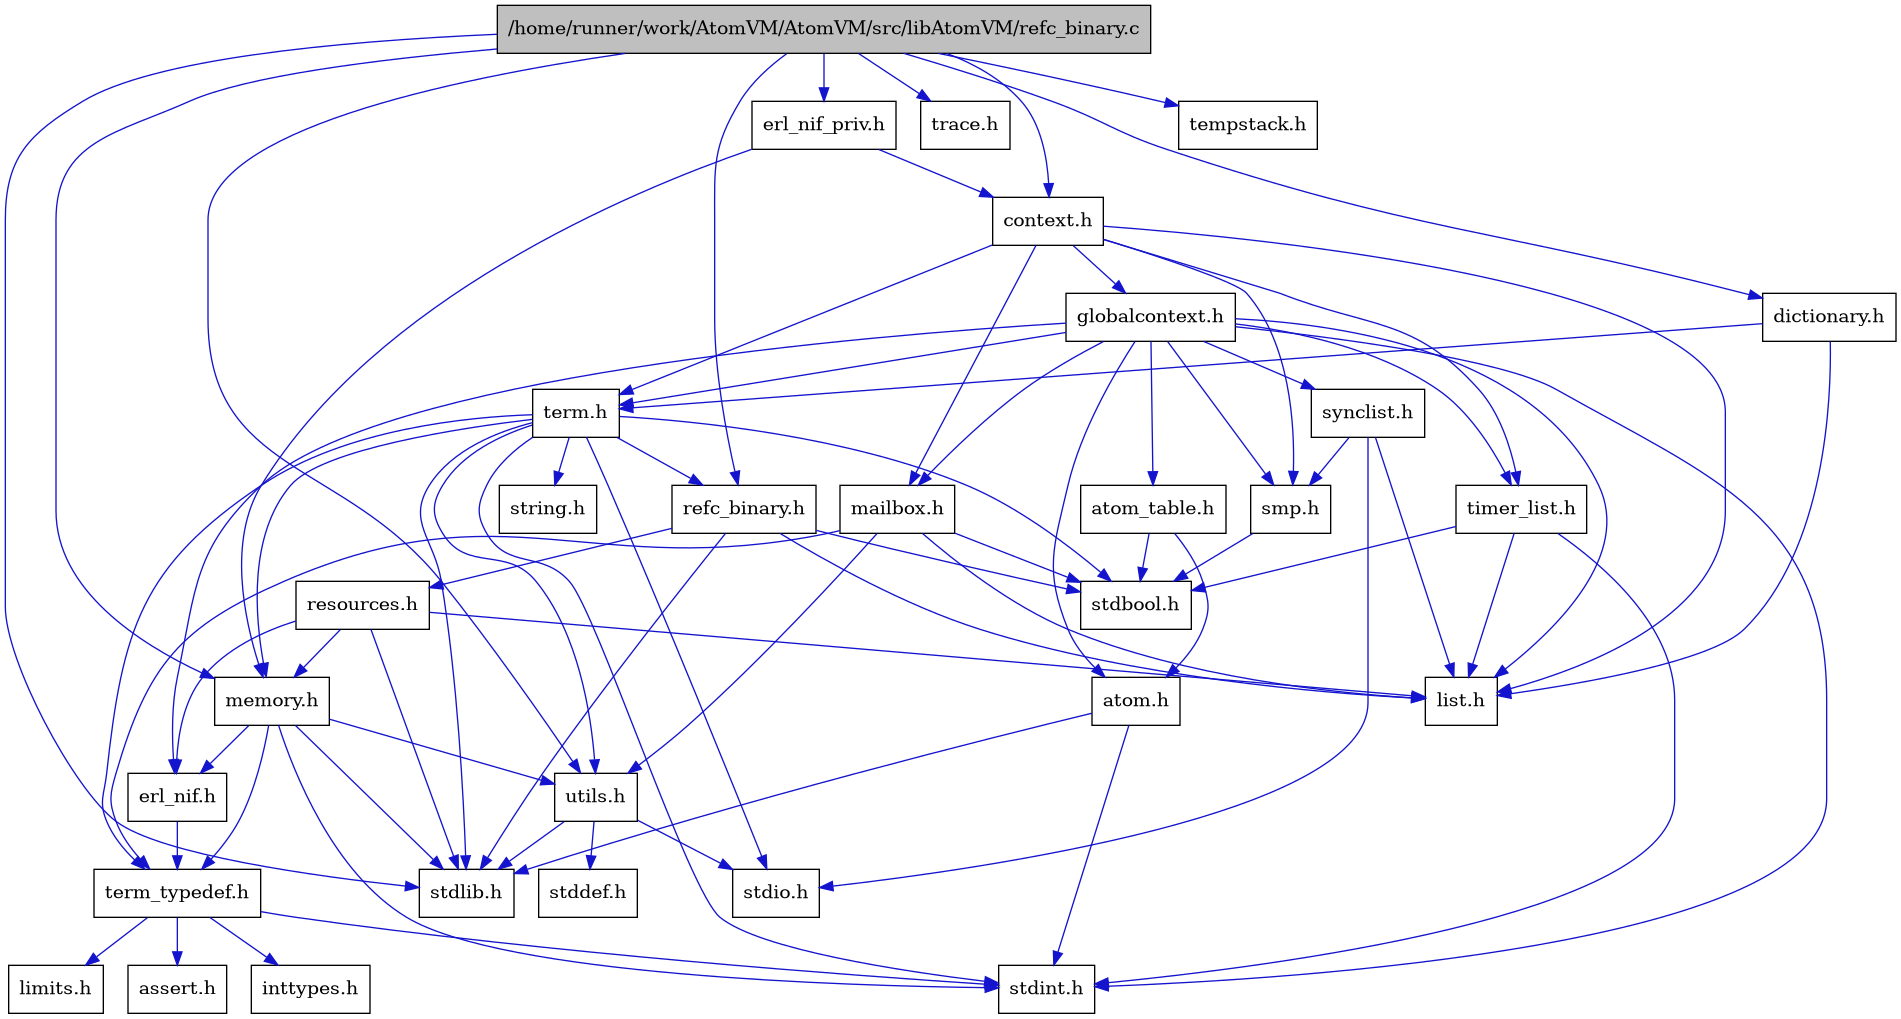 /home/runner/work/AtomVM/AtomVM/src/libAtomVM/refc_binary.c
erl_nif_priv.h
trace.h
tempstack.h
context.h
globalcontext.h
dictionary.h
term.h
synclist.h
string.h
refc_binary.h
mailbox.h
atom_table.h
smp.h
timer_list.h
resources.h
stdbool.h
memory.h
atom.h
list.h
erl_nif.h
utils.h
term_typedef.h
stdlib.h
stddef.h
stdio.h
limits.h
assert.h
inttypes.h
stdint.h